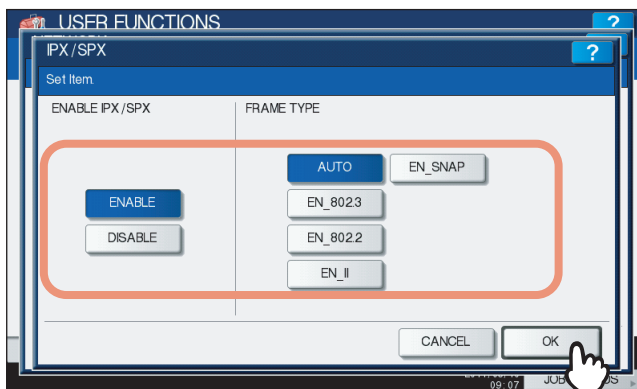 USER FUNCTIONS
?
IPX/SPX
?
Set Item.
ENABLE IPX/SPX
FRAME TYPE
AUTO
EN_SNAP
ENABLE
EN_802.3
DISABLE
EN_802.2
EN_II
CANCEL
OK
09:07